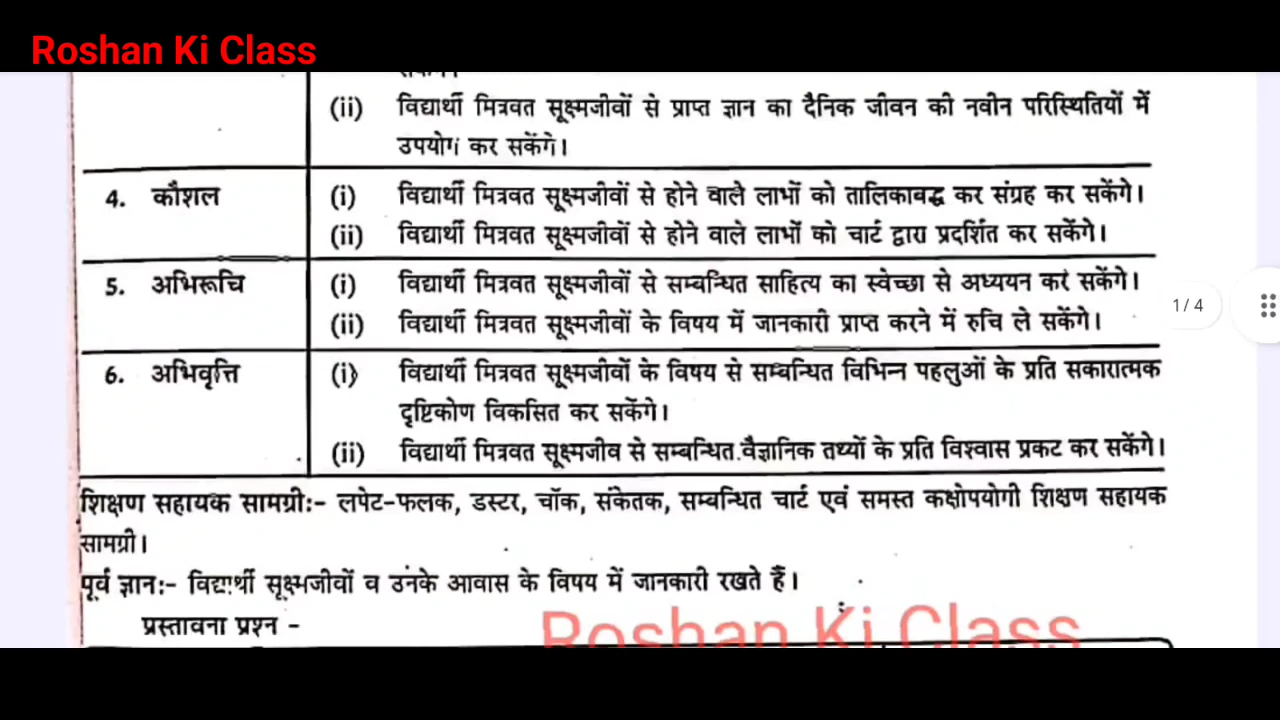 Roshan Ki Class
(ii) विद्यार्थी मित्रवत सूक्ष्मजीवों से प्राप्त ज्ञान का दैनिक जीवन की नवीन परिस्थितियों में
उपयोग कर सकेंगे।
4. कौशल (i) विद्यार्थी मित्रवत सूक्ष्मजीवों से होने वाले लाभों को तालिकाबद्ध कर संग्रह कर सकेंगे।
(ii) विद्यार्थी मित्रवत सूक्ष्मजीवों से होने वाले लाभों को चार्ट द्वारा प्रदर्शित कर सकेंगे।
5. अभिरूचि (i) विद्यार्थी मित्रवत सूक्ष्मजीवों से सम्बन्धित साहित्य का स्वेच्छा से अध्ययन कर सकेंगे।
1 / 4
(ii) विद्यार्थी मित्रवत सूक्ष्मजीवों के विषय में जानकारी प्राप्त करने में रुचि ले सकेंगे।
6. अभिवृत्ति (i) विद्यार्थी मित्रवत सूक्ष्मजीवों के विषय से सम्बन्धित विभिन्न पहलुओं के प्रति सकारात्मक
दृष्टिकोण विकसित कर सकेंगे।
(ii) विद्यार्थी मित्रवत सूक्ष्मजीव से सम्बन्धित वैज्ञानिक तथ्यों के प्रति विश्वास प्रकट कर सकेंगे।
शिक्षण सहायक सामग्रीः- लपेट-फलक, डस्टर, चॉक, संकेतक, सम्बन्धित चार्ट एवं समस्त कक्षोपयोगी शिक्षण सहायक
सामग्री।
पूर्व ज्ञानः- विद्यार्थी सूक्ष्मजीवों व उनके आवास के विषय में जानकारी रखते हैं।
प्रस्तावना प्रश्न -
Roshan Ki Class